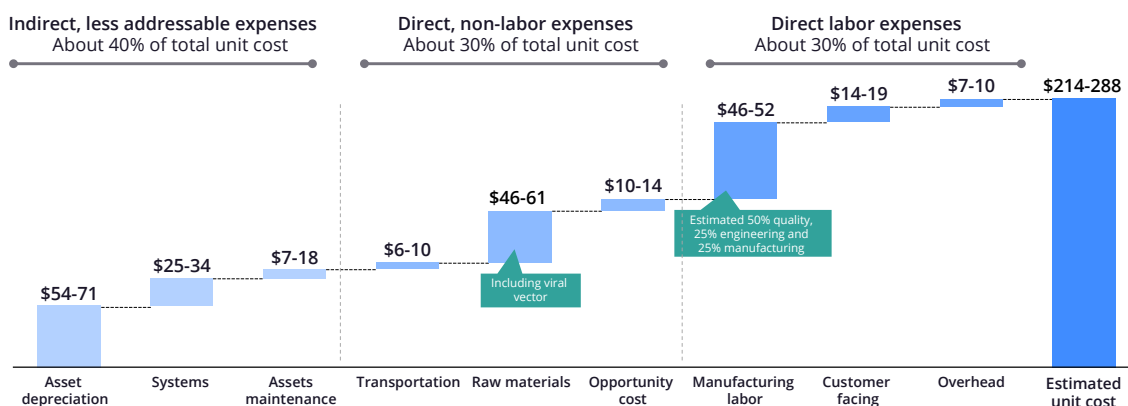 Indirect, less addressable expenses
About 40% of total unit cost
Direct, non-labor expenses
About 30% of total unit cost
Direct labor expenses
About 30% of total unit cost
$54-71
$25-34
$7-18
$6-10
$46-61
Including viral
vector
$10-14
$46-52
Estimated 50% quality,
25% engineering and
25% manufacturing
$14-19
$7-10
$214-288
Asset
depreciation
Systems
Assets
maintenance
Transportation
Raw materials
Opportunity
cost
Manufacturing
labor
Customer
facing
Overhead
Estimated
unit cost